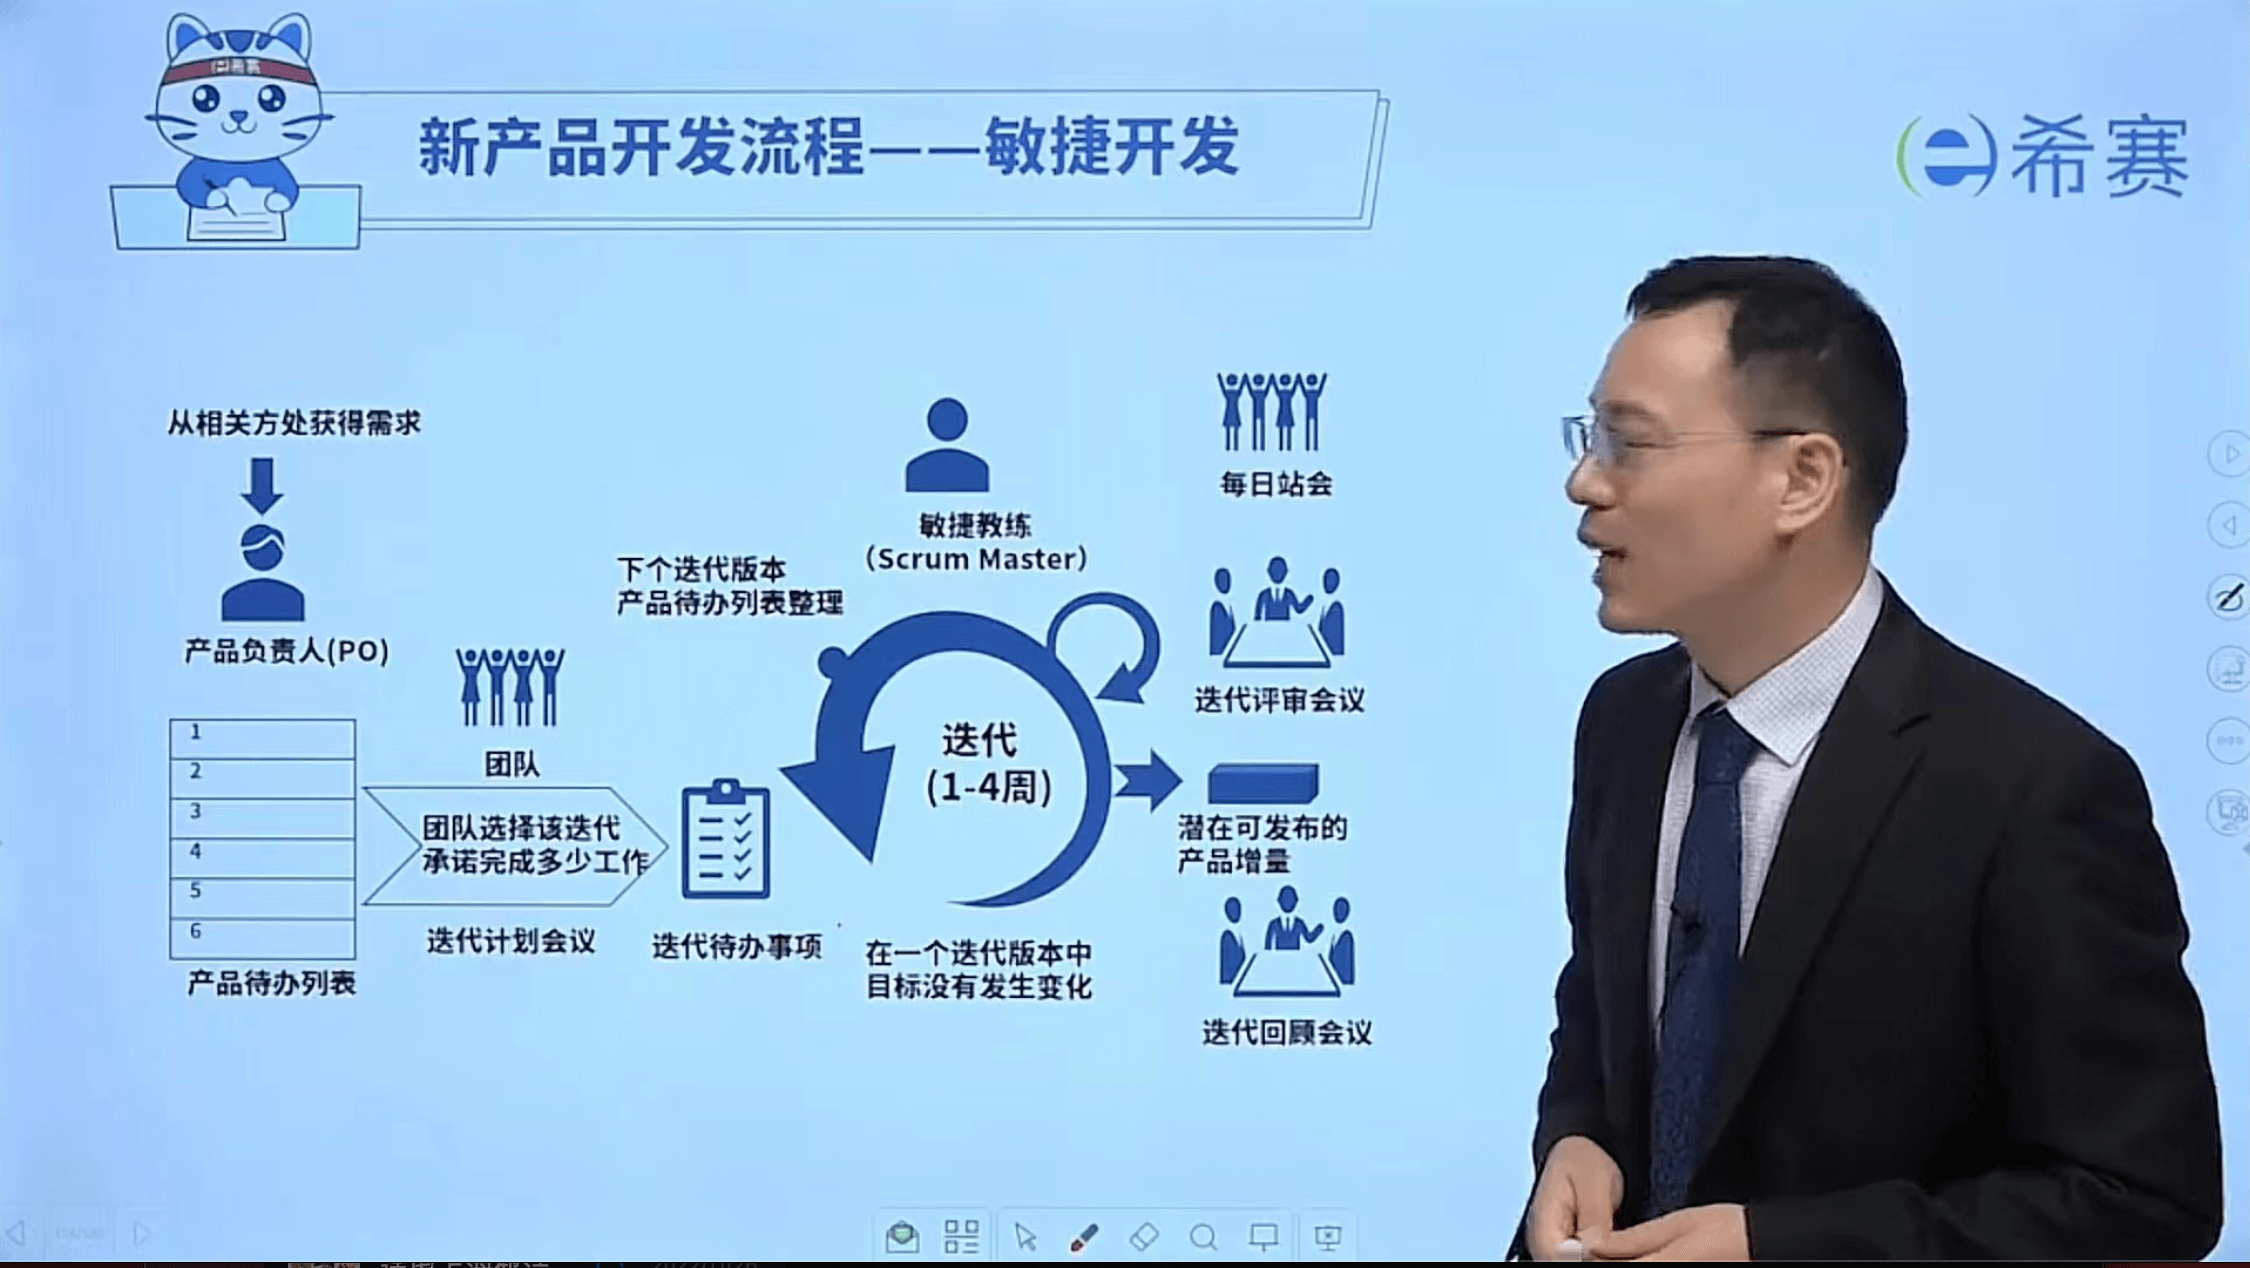 新产品开发流程——敏捷开发
希赛
从相关方处获得需求
产品负责人(PO)
1
2
3
4
5
6
产品待办列表
团队
团队选择该迭代
承诺完成多少工作
迭代计划会议
迭代待办事项
下个迭代版本
产品待办列表整理
敏捷教练
（Scrum Master）
迭代
(1-4周)
在一个迭代版本中
目标没有发生变化
每日站会
迭代评审会议
潜在可发布的
产品增量
迭代回顾会议